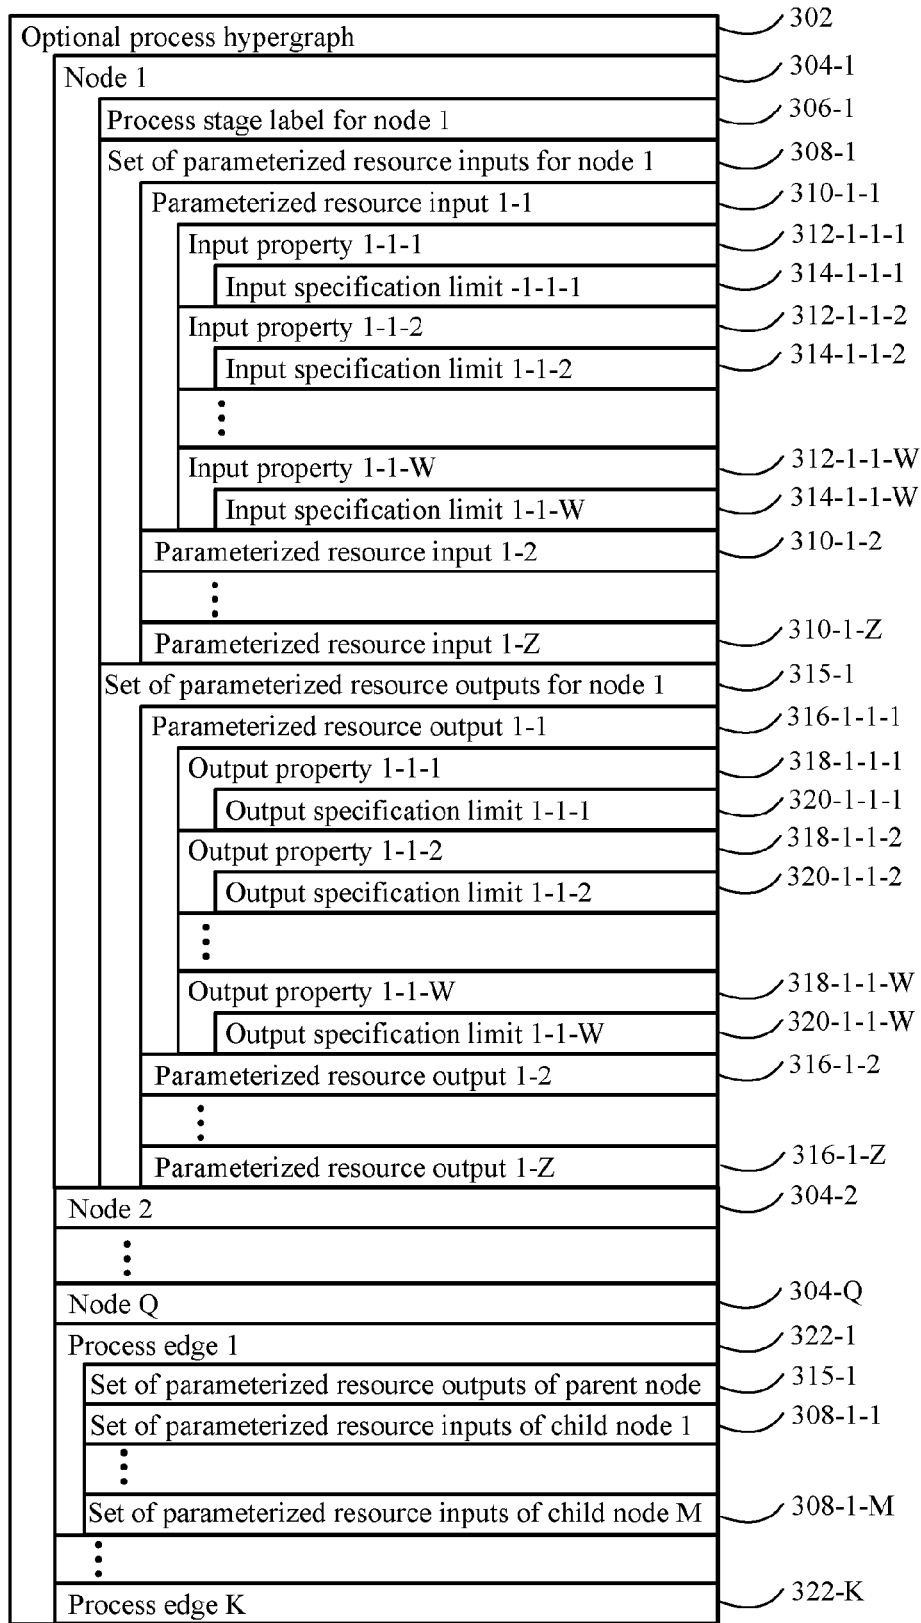 Optional process hypergraph 302
Node 1 304-1
Process stage label for node 1 306-1
Set of parameterized resource inputs for node 1 308-1
Parameterized resource input 1-1 310-1-1
Input property 1-1-1 312-1-1-1
Input specification limit -1-1-1 314-1-1-1
Input property 1-1-2 312-1-1-2
Input specification limit 1-1-2 314-1-1-2
Input property 1-1-W 312-1-1-W
Input specification limit 1-1-W 314-1-1-W
Parameterized resource input 1-2 310-1-2
Parameterized resource input 1-Z 310-1-Z
Set of parameterized resource outputs for node 1 315-1
Parameterized resource output 1-1 316-1-1-1
Output property 1-1-1 318-1-1-1
Output specification limit 1-1-1 320-1-1-1
Output property 1-1-2 318-1-1-2
Output specification limit 1-1-2 320-1-1-2
Output property 1-1-W 318-1-1-W
Output specification limit 1-1-W 320-1-1-W
Parameterized resource output 1-2 316-1-2
Parameterized resource output 1-Z 316-1-Z
Node 2 304-2
Node Q 304-Q
Process edge 1 322-1
Set of parameterized resource outputs of parent node 315-1
Set of parameterized resource inputs of child node 1 308-1-1
Set of parameterized resource inputs of child node M 308-1-M
Process edge K 322-K